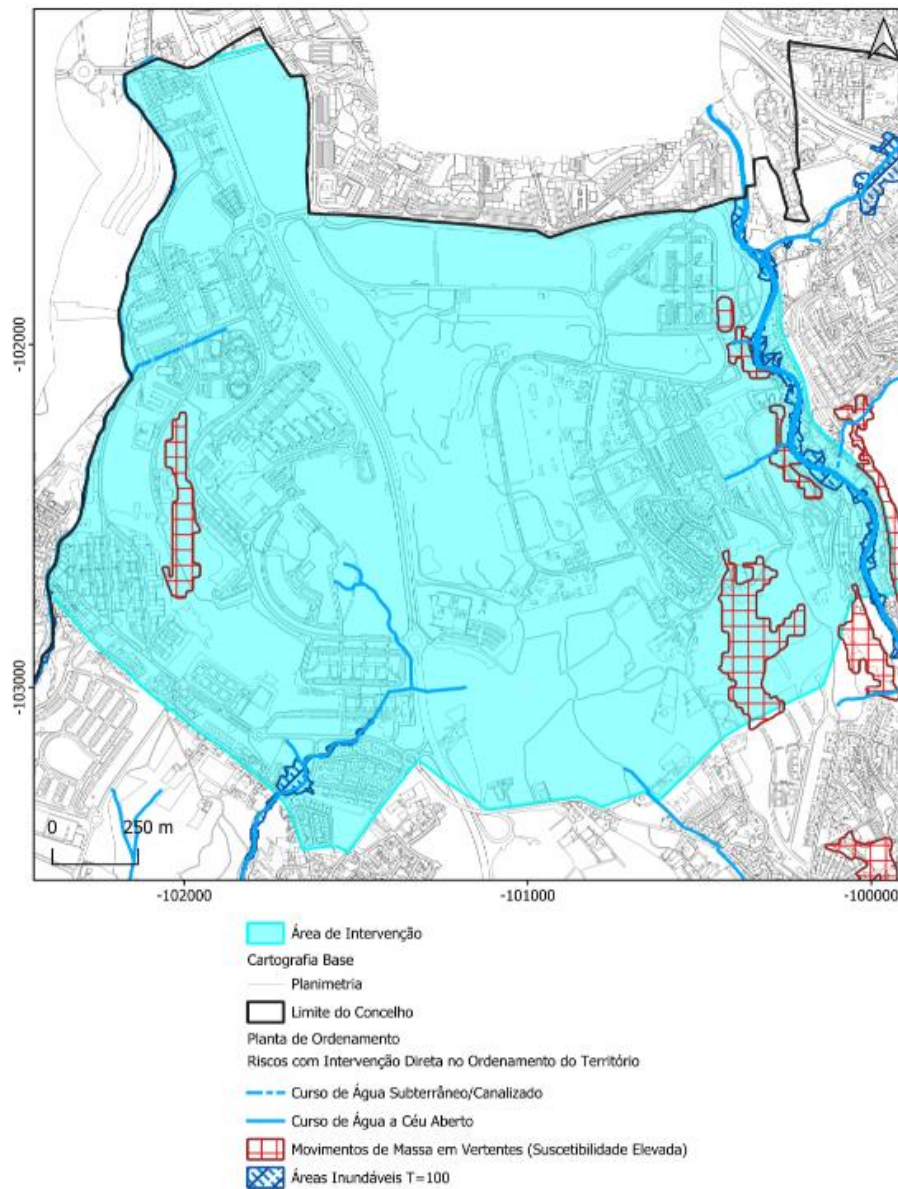 -102000
-103000
0 250 m
-102000 -101000 -100000
Área de Intervenção
Cartografia Base
Planimetria
Limite do Concelho
Planta de Ordenamento
Riscos com Intervenção Direta no Ordenamento do Território
Curso de Água Subterrâneo/Canalizado
Curso de Água a Céu Aberto
Movimentos de Massa em Vertentes (Suscetibilidade Elevada)
Áreas Inundáveis T=100